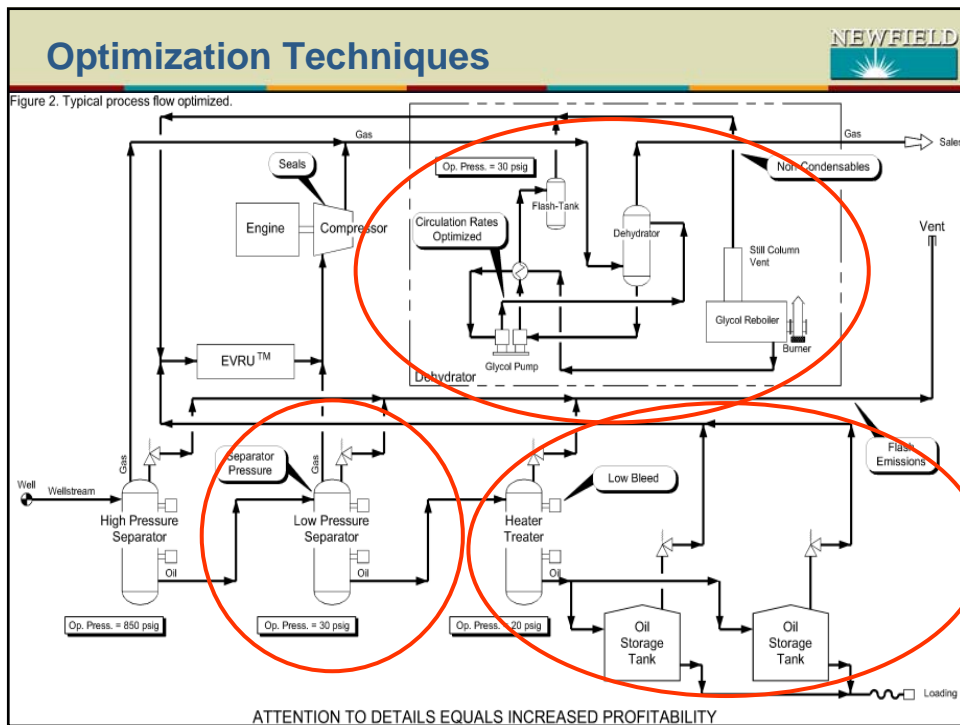 Optimization Techniques
NEWFIELD
Figure 2. Typical process flow optimized.
Gas
Gas
Sales
Seals
Op. Press. = 30 psig
Non-Condensables
Engine
Compressor
Flash-Tank
Circulation Rates
Optimized
Dehydrator
Vent
Still Column
Vent
Glycol Reboiler
Burner
EVRU™
Glycol Pump
Dehydrator
Gas
Gas
Separator
Pressure
Flash
Emissions
Low Bleed
Well
Wellstream
High Pressure
Separator
Low Pressure
Separator
Heater
Treater
Oil
Oil
Oil
Op. Press. = 850 psig
Op. Press. = 30 psig
Op. Press. = 20 psig
Oil
Storage
Tank
Oil
Storage
Tank
Loading
ATTENTION TO DETAILS EQUALS INCREASED PROFITABILITY